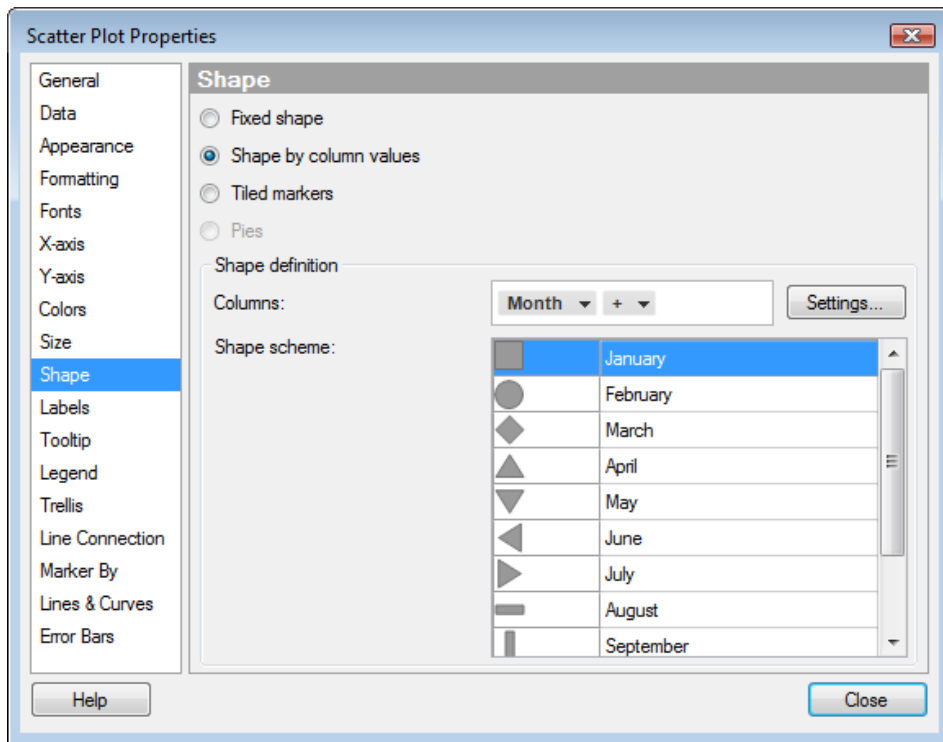 Scatter Plot Properties
General
Data
Appearance
Formatting
Fonts
X-axis
Y-axis
Colors
Size
Shape
Labels
Tooltip
Legend
Trellis
Line Connection
Marker By
Lines & Curves
Error Bars
Shape
Fixed shape
Shape by column values
Tiled markers
Pies
Shape definition
Columns:
Month +
Settings...
Shape scheme:
January
February
March
April
May
June
July
August
September
Help
Close